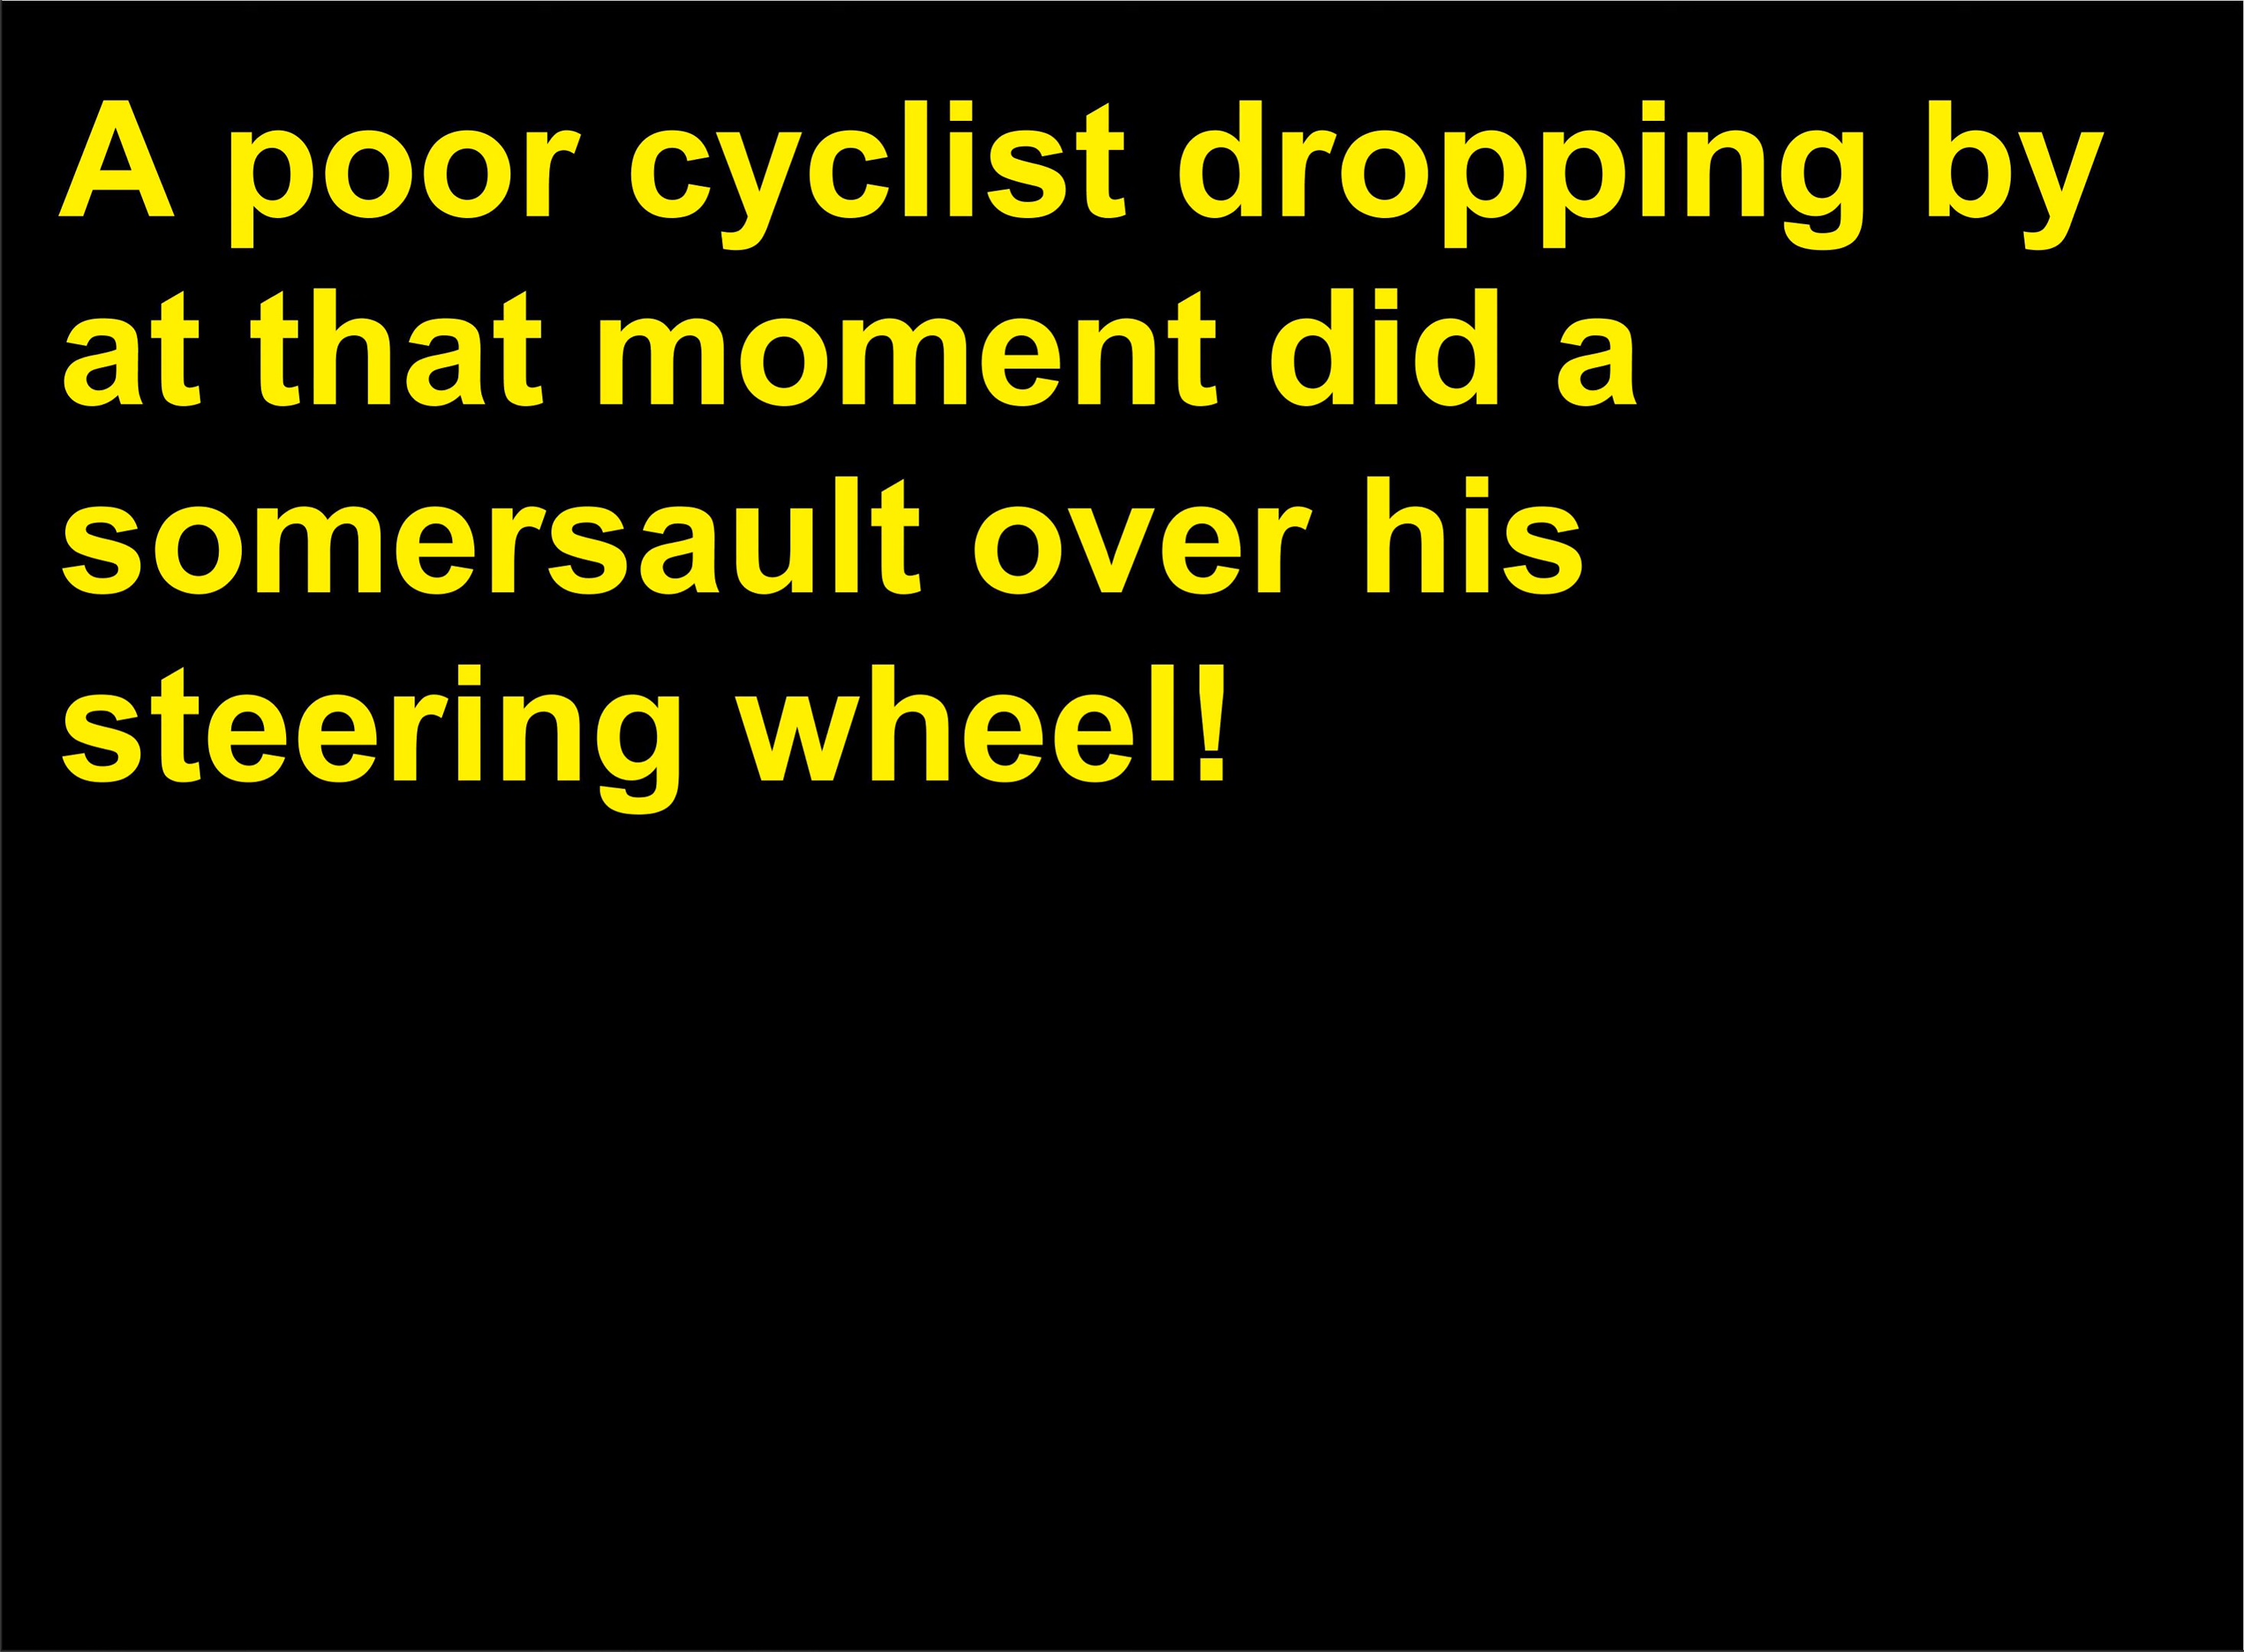 A poor cyclist dropping by
at that moment did a
somersault over his
steering wheel!